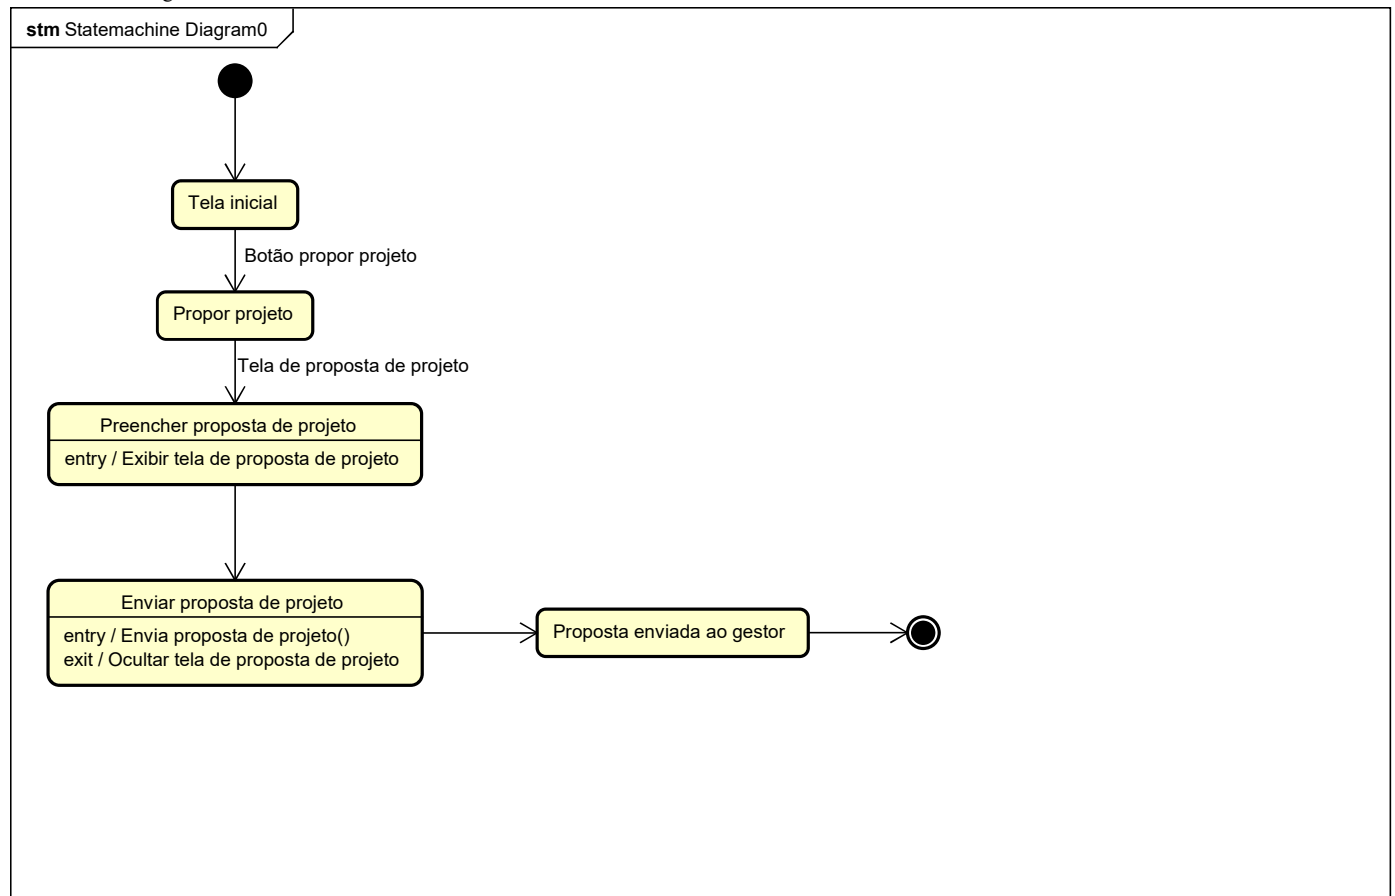 stm Statemachine Diagram0
Tela inicial
Botão propor projeto
Propor projeto
Tela de proposta de projeto
Preencher proposta de projeto
entry / Exibir tela de proposta de projeto
Enviar proposta de projeto
entry / Envia proposta de projeto()
exit / Ocultar tela de proposta de projeto
Proposta enviada ao gestor